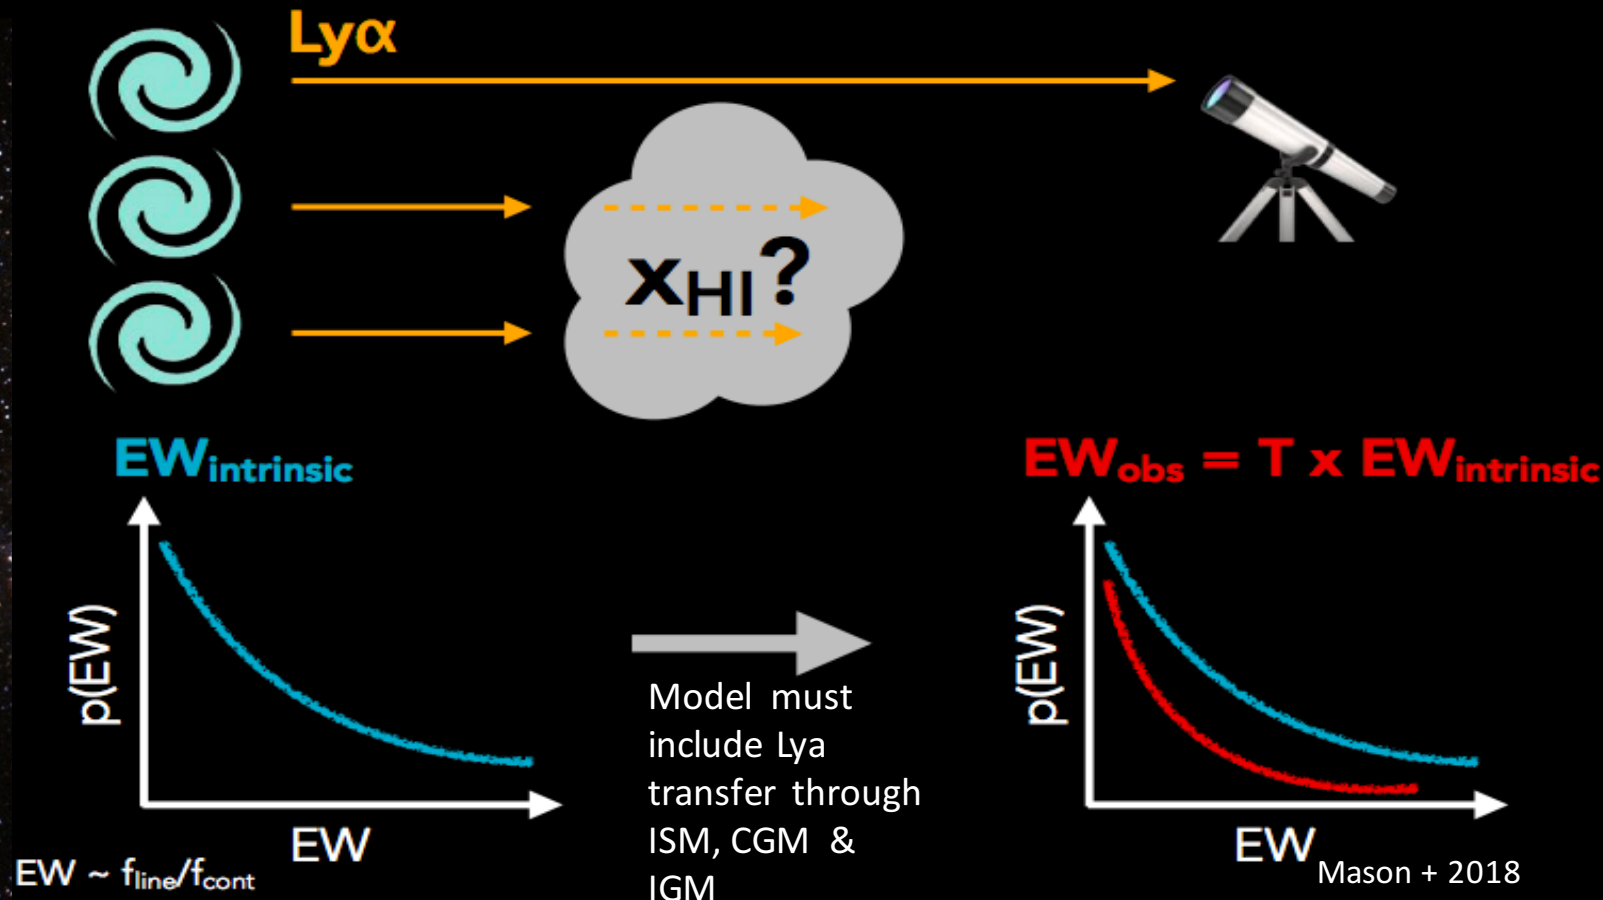 Lyα
xHI?
EWintrinsic
EWobs = T x EWintrinsic
p(EW)
EW
EW ~ fline/fcont
Model must
include Lya
transfer through
ISM, CGM &
IGM
p(EW)
EW
Mason + 2018